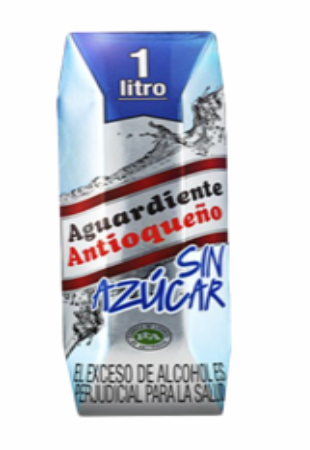 1
litro
Aguardiente
Antioqueño
SIN
AZÚCAR
EL EXCESO DE ALCOHOL ES
PERJUDICIAL PARA LA SALUD